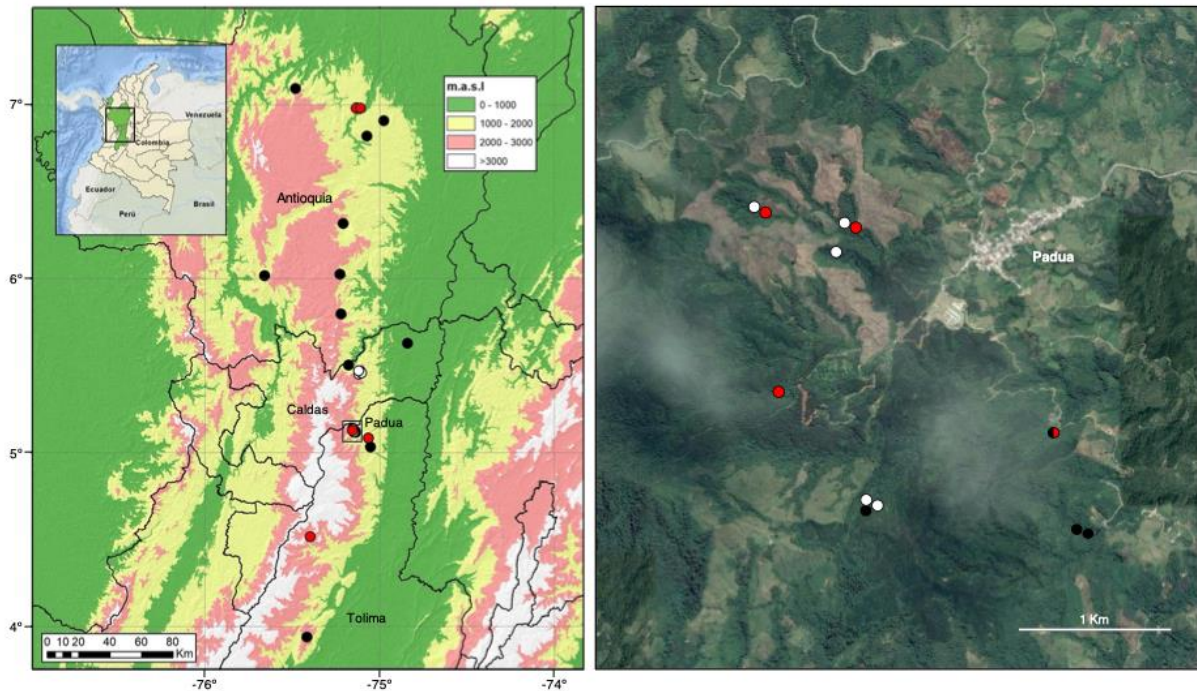 7°
6°
5°
4°
Venezuela
Colombia
Ecuador
Perú
Brasil
m.a.s.l
0 - 1000
1000 - 2000
2000 - 3000
>3000
Antioquia
Caldas
Padua
Tolima
0 10 20 40 60 80
Km
-76°
-75°
-74°
Padua
1 Km